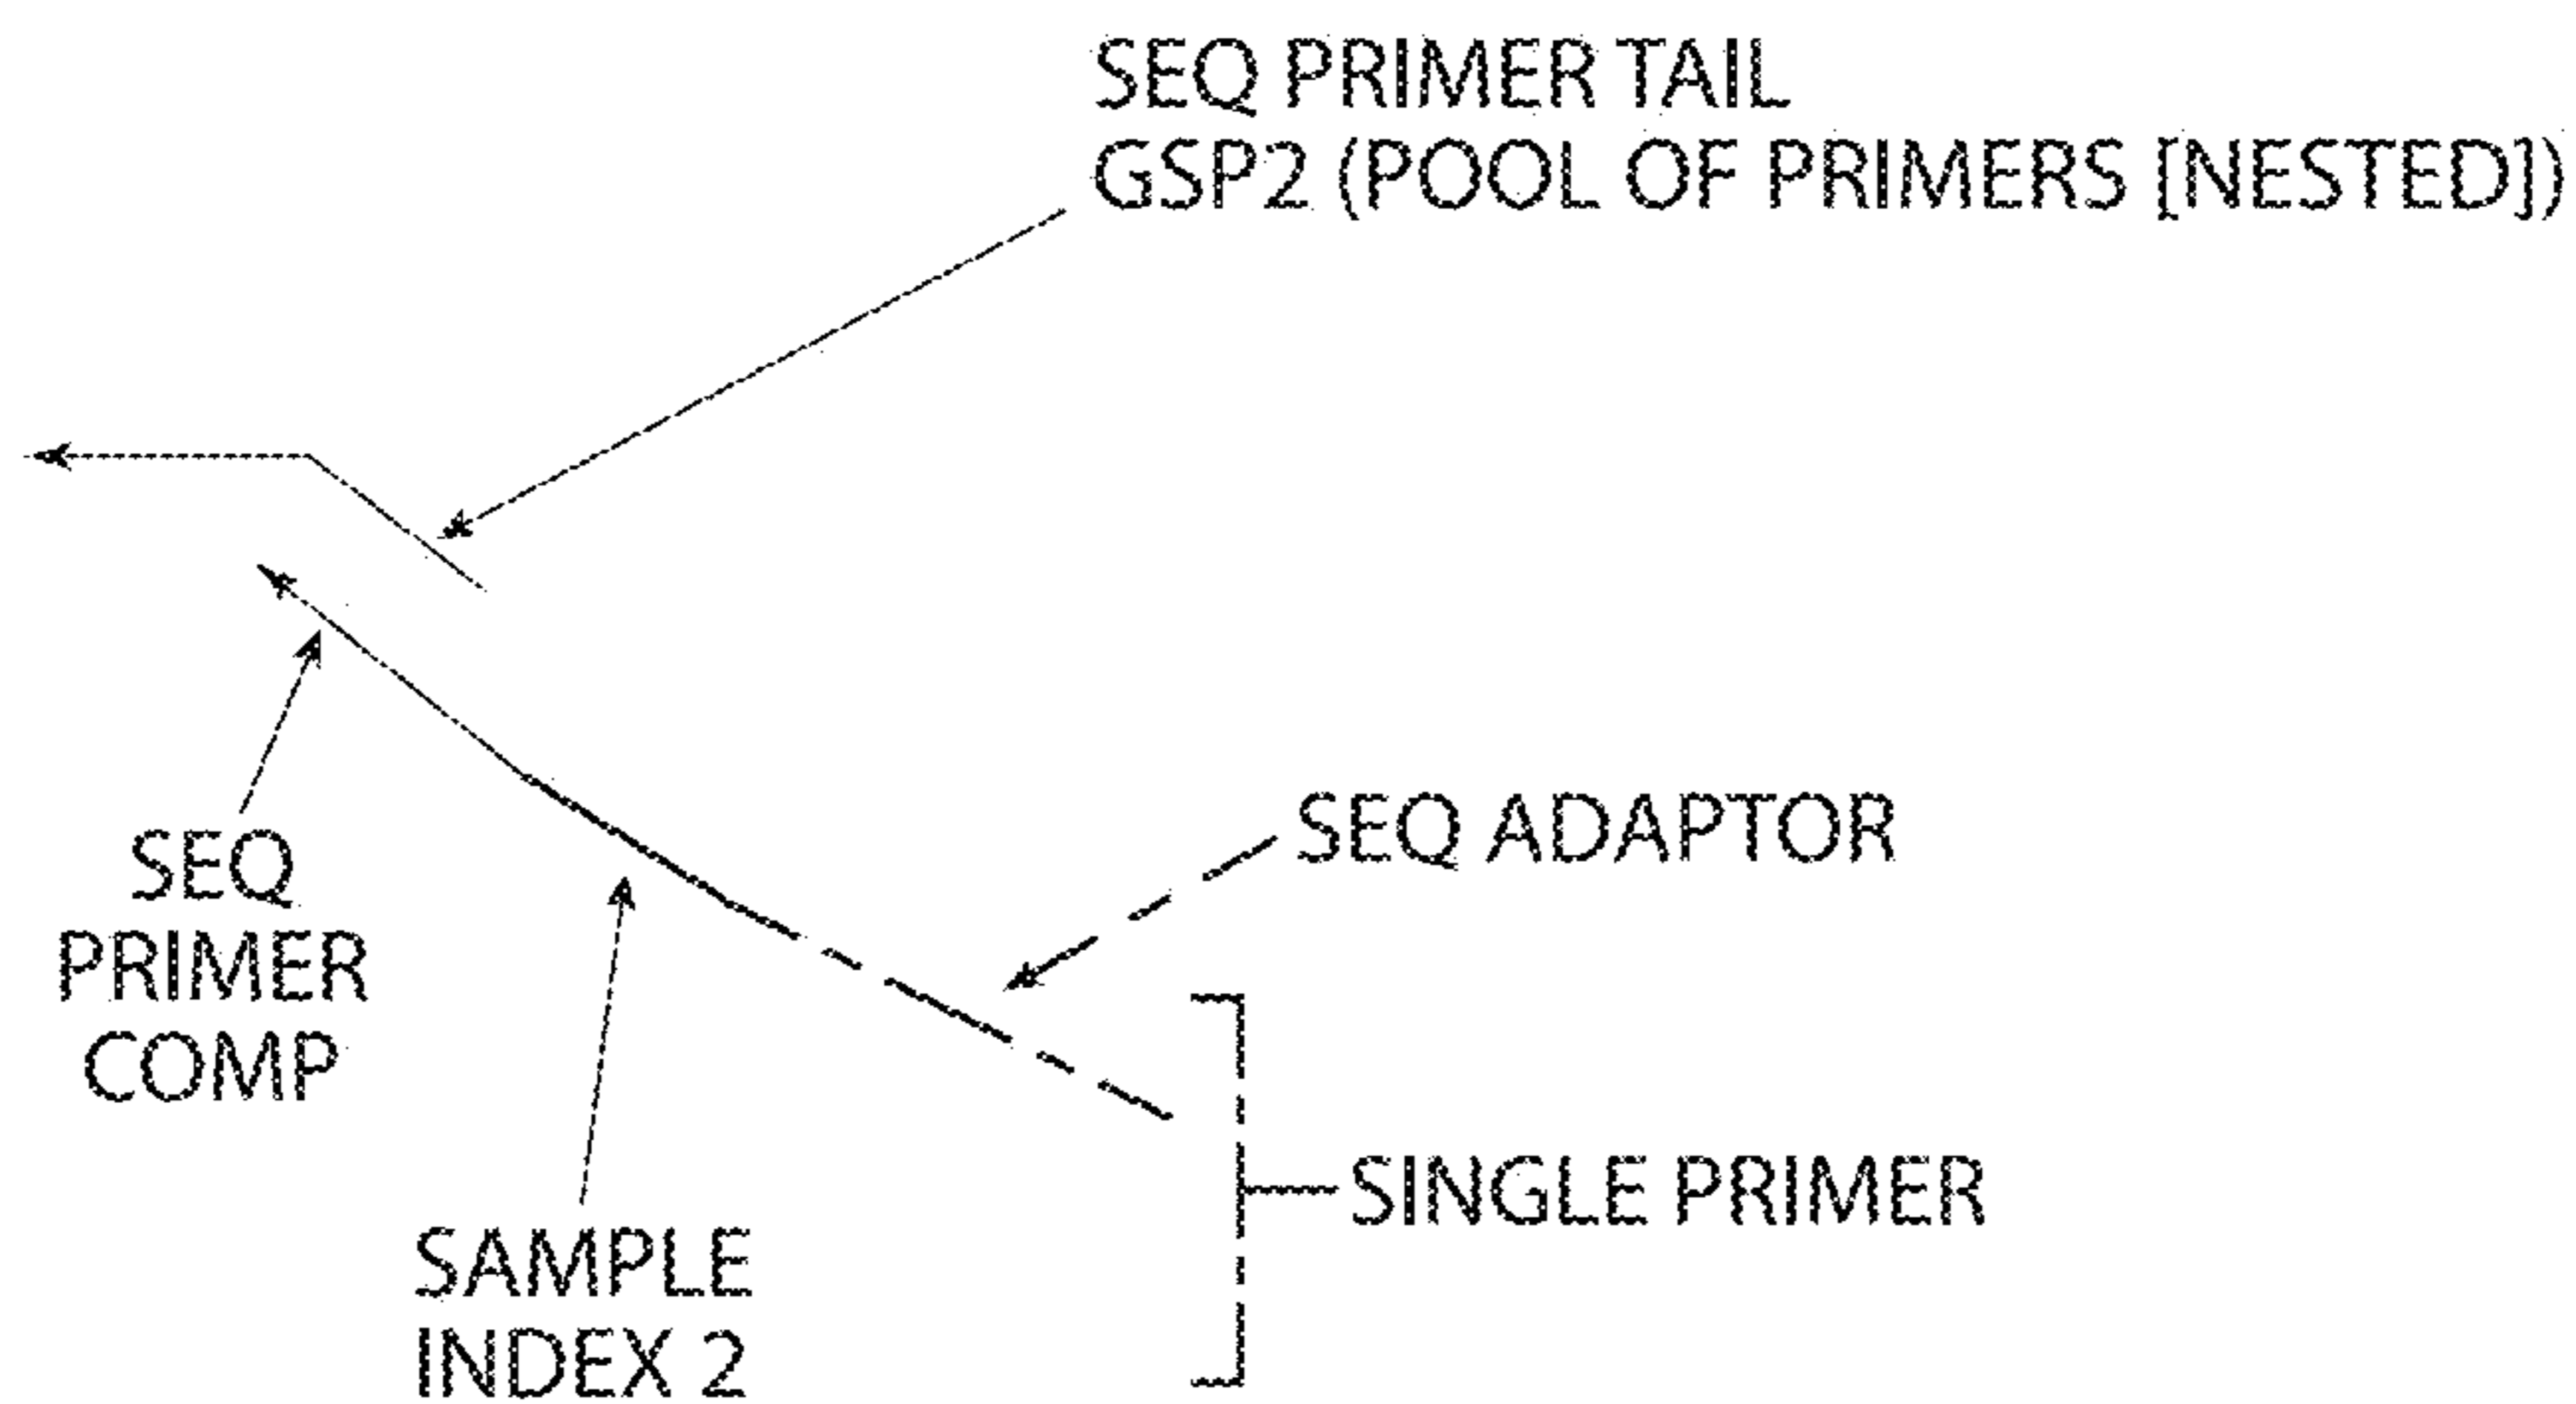 SEQ PRIMER TAIL
GSP2 (POOL OF PRIMERS [NESTED])
SEQ
PRIMER
COMP
SEQ ADAPTOR
SINGLE PRIMER
SAMPLE
INDEX 2